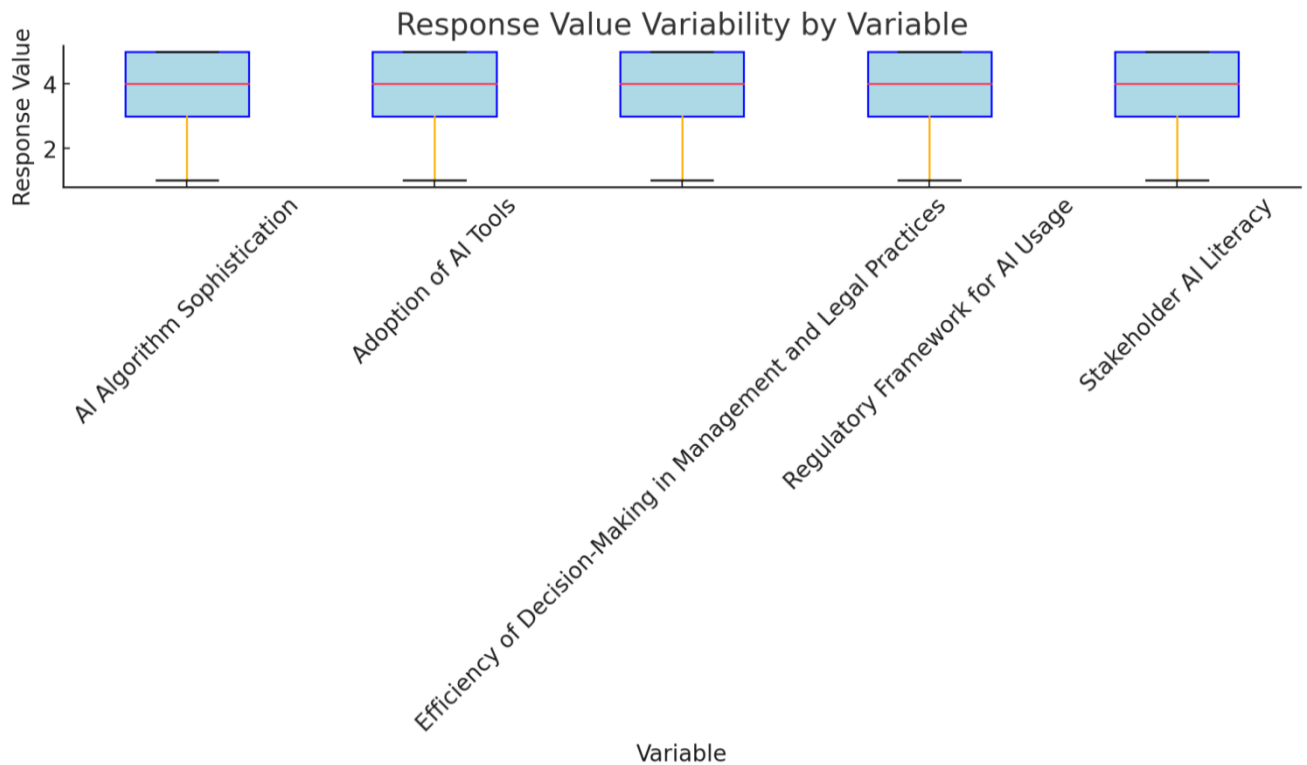 Response Value Variability by Variable
Response Value
4
2
AI Algorithm Sophistication
Adoption of AI Tools
Efficiency of Decision-Making in Management and Legal Practices
Regulatory Framework for AI Usage
Stakeholder AI Literacy
Variable